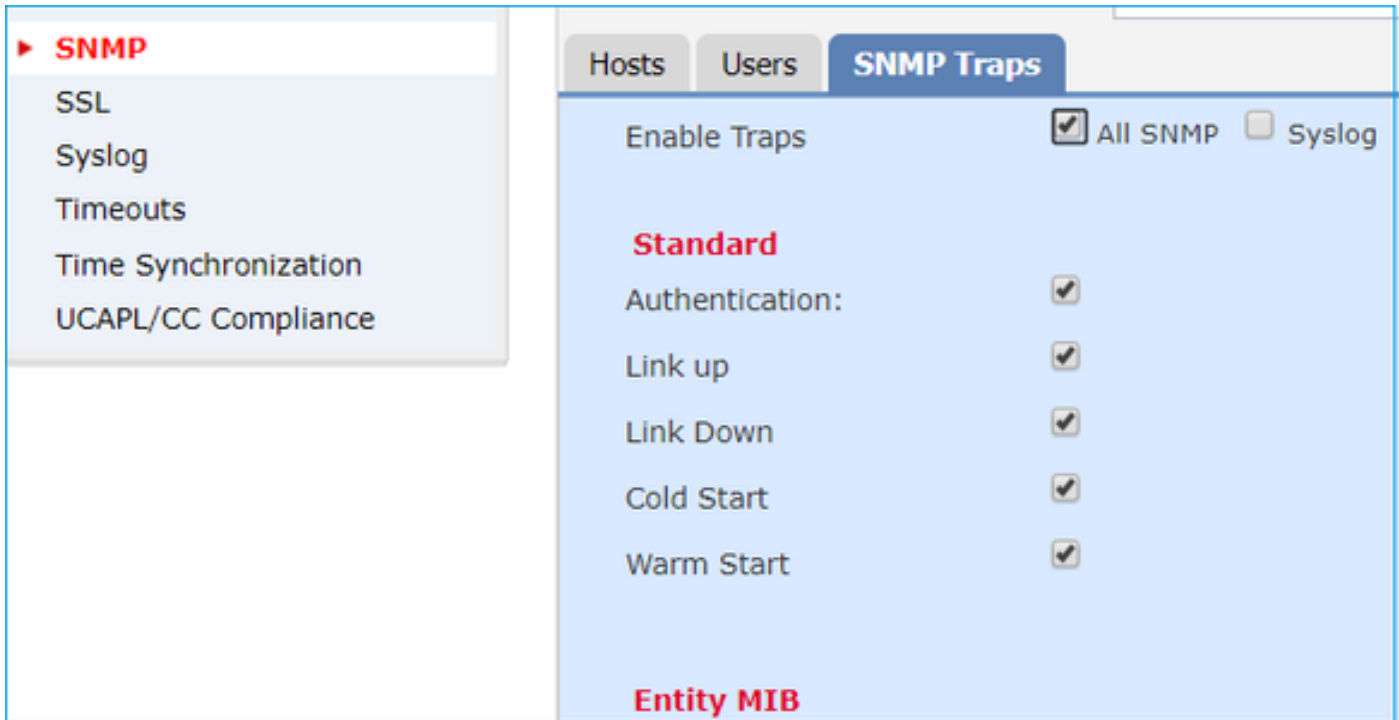 SNMP
SSL
Syslog
Timeouts
Time Synchronization
UCAPL/CC Compliance
Hosts Users SNMP Traps
Enable Traps All SNMP Syslog
Standard
Authentication:
Link up
Link Down
Cold Start
Warm Start
Entity MIB